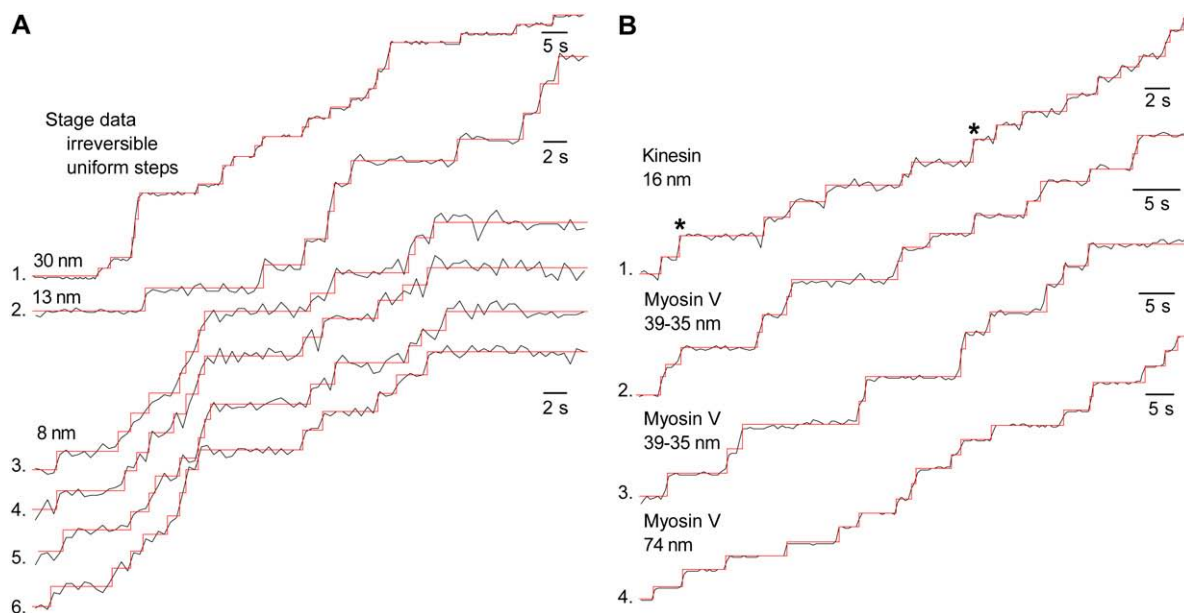 A
5 s
Stage data
irreversible
uniform steps
2 s
30 nm
1.
13 nm
2.
8 nm
3.
2 s
4.
5.
6.
B
2 s
*
Kinesin
16 nm
5 s
*
1.
Myosin V
39-35 nm
5 s
2.
Myosin V
39-35 nm
5 s
3.
Myosin V
74 nm
4.